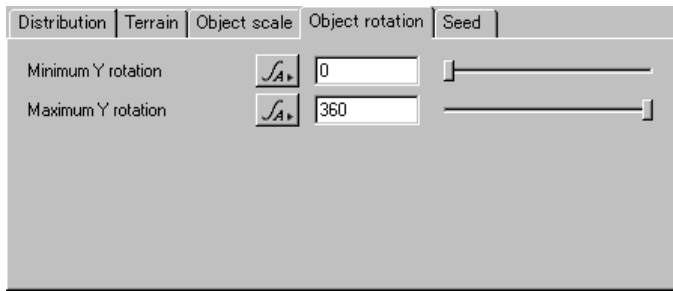 Distribution Terrain Object scale Object rotation Seed
Minimum Y rotation 0
Maximum Y rotation 360